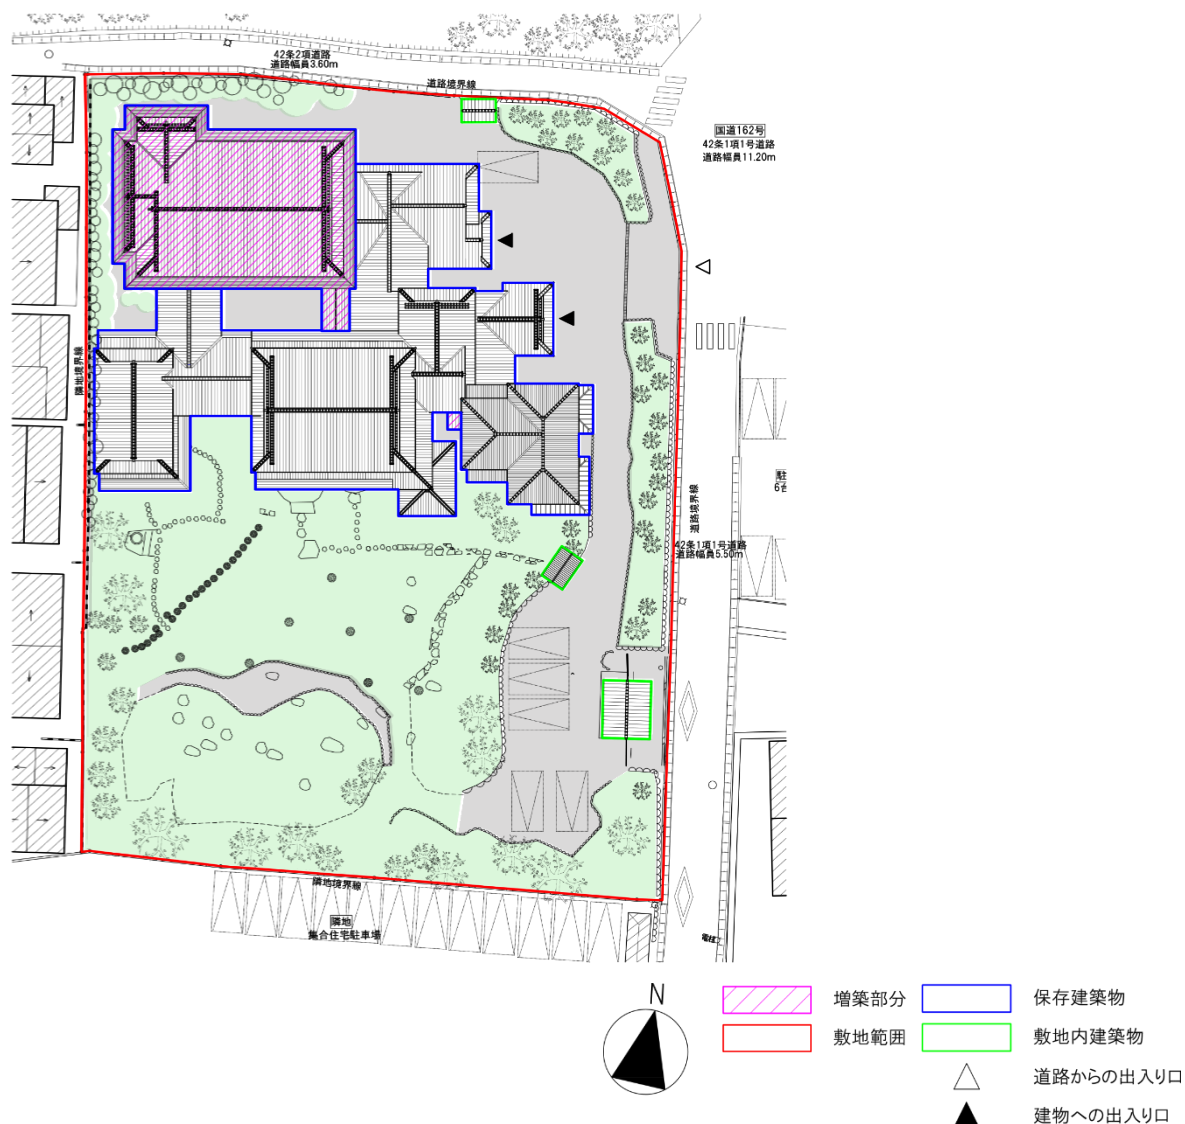 42条2項道路
道路幅員3.60m
道路境界線
国道162号
42条1項1号道路
道路幅員11.20m
隣地境界線
駐
6台
道路境界線
42条1項1号道路
道路幅員5.50m
隣地境界線
隣地
集合住宅駐車場
N
増築部分
保存建築物
敷地範囲
敷地内建築物
道路からの出入り口
建物への出入り口